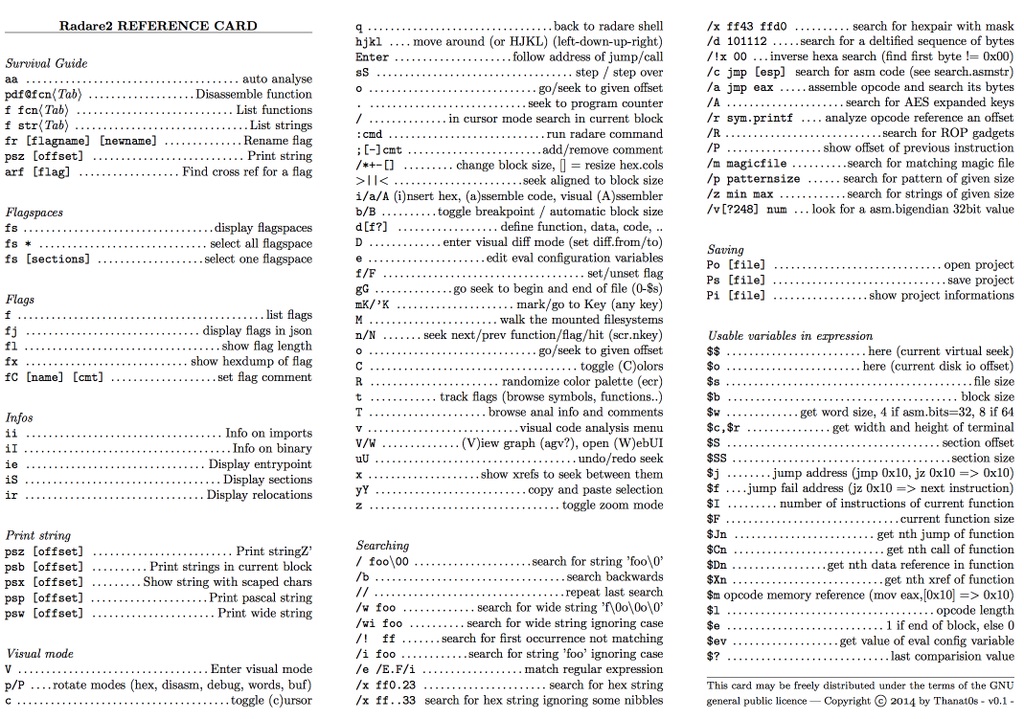 Radare2 REFERENCE CARD
Survival Guide
aa ........................................ auto analyse
pdf@fcn⟨Tab⟩ ....................Disassemble function
f fcn⟨Tab⟩ ..............................List functions
f str⟨Tab⟩ ................................List strings
fr [flagname] [newname] .............Rename flag
psz [offset] ............................ Print string
arf [flag] ................... Find cross ref for a flag
Flagspaces
fs ...................................display flagspaces
fs * ................................ select all flagspace
fs [sections] .....................select one flagspace
Flags
f ..............................................list flags
fj ................................ display flags in json
fl ....................................show flag length
fx ............................... show hexdump of flag
fC [name] [cmt] ....................set flag comment
Infos
ii ..................................... Info on imports
iI .......................................Info on binary
ie .................................. Display entrypoint
iS .....................................Display sections
ir ..................................Display relocations
Print string
psz [offset] .......................... Print stringZ'
psb [offset] ..........Print strings in current block
psx [offset] .........Show string with scaped chars
psp [offset] ......................Print pascal string
psw [offset] ....................... Print wide string
Visual mode
V ...................................Enter visual mode
p/P ....rotate modes (hex, disasm, debug, words, buf)
c ......................................toggle (c)ursor
q ..................................back to radare shell
hjkl ....move around (or HJKL) (left-down-up-right)
Enter ........................follow address of jump/call
sS ................................... step / step over
o .................................go/seek to given offset
. ...................................seek to program counter
/ ...............in cursor mode search in current block
:cmd ................................run radare command
;[-]cmt ..............................add/remove comment
/*+-[] ......... change block size, [] = resize hex.cols
>||< .........................seek aligned to block size
i/a/A (i)nsert hex, (a)ssemble code, visual (A)ssembler
b/B ..........toggle breakpoint / automatic block size
d[f?] .................. define function, data, code, ..
D .............enter visual diff mode (set diff.from/to)
e .........................edit eval configuration variables
f/F ........................................set/unset flag
gG ............go seek to begin and end of file (0-$s)
mK/'K .......................mark/go to Key (any key)
M ...........................walk the mounted filesystems
n/N .......seek next/prev function/flag/hit (scr.nkey)
o .................................go/seek to given offset
C .........................................toggle (C)olors
R .......................... randomize color palette (ecr)
t .............. track flags (browse symbols, functions..)
T .........................browse anal info and comments
v ................................visual code analysis menu
V/W ................(V)iew graph (agv?), open (W)ebUI
uU ........................................undo/redo seek
x ........................show xrefs to seek between them
yY ..............................copy and paste selection
z ......................................toggle zoom mode
Searching
/ foo\00 ........................search for string 'foo\0'
/b .......................................search backwards
// .......................................repeat last search
/w foo ..............search for wide string 'f\0o\0o\0'
/wi foo ..........search for wide string ignoring case
/! ff .......search for first occurrence not matching
/i foo ............search for string 'foo' ignoring case
/e /E.F/i .....................match regular expression
/x ff0.23 ........................ search for hex string
/x ff..33 search for hex string ignoring some nibbles
/x ff43 ffd0 ........... search for hexpair with mask
/d 101112 .....search for a deltified sequence of bytes
/!x 00 ...inverse hexa search (find first byte != 0x00)
/c jmp [esp] search for asm code (see search.asmstr)
/a jmp eax .....assemble opcode and search its bytes
/A .......................search for AES expanded keys
/r sym.printf ....analyze opcode reference an offset
/R ..............................search for ROP gadgets
/P ................... show offset of previous instruction
/m magicfile ..........search for matching magic file
/p patternsize ...... search for pattern of given size
/z min max ...........search for strings of given size
/v[?248] num ...look for a asm.bigendian 32bit value
Saving
Po [file] ............................... open project
Ps [file] ................................save project
Pi [file] ..................show project informations
Usable variables in expression
$$ ........................here (current virtual seek)
$o .......................here (current disk io offset)
$s .............................................file size
$b ........................................... block size
$w ............get word size, 4 if asm.bits=32, 8 if 64
$c,$r ................get width and height of terminal
$S ........................................section offset
$SS .........................................section size
$j ........jump address (jmp 0x10, jz 0x10 => 0x10)
$f ....jump fail address (jz 0x10 => next instruction)
$I ......... number of instructions of current function
$F ................................current function size
$Jn ......................... get nth jump of function
$Cn ...........................get nth call of function
$Dn .................get nth data reference in function
$Xn ...........................get nth xref of function
$m opcode memory reference (mov eax,[0x10] => 0x10)
$l ........................................opcode length
$e .............................1 if end of block, else 0
$ev ....................get value of eval config variable
$? ..............................last comparision value
This card may be freely distributed under the terms of the GNU
general public licence — Copyright © 2014 by Thanat0s - v0.1 -